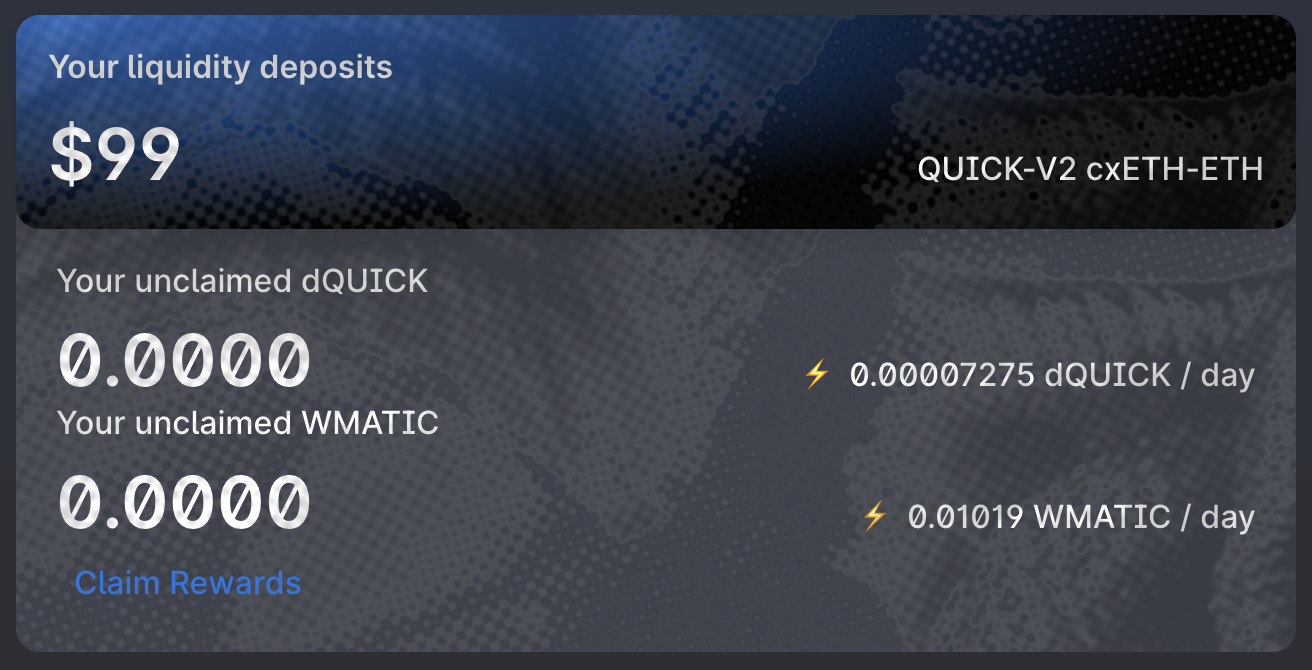 Your liquidity deposits
$99
QUICK-V2 cxETH-ETH
Your unclaimed dQUICK
0.0000
⚡ 0.00007275 dQUICK / day
Your unclaimed WMATIC
0.0000
⚡ 0.01019 WMATIC / day
Claim Rewards